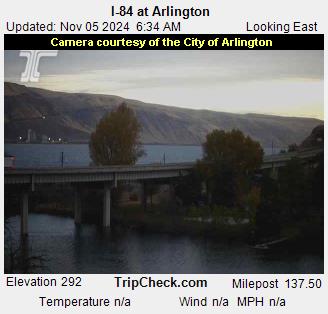 I-84 at Arlington
Updated: Nov 05 2024 6:34 AM Looking East
Camera courtesy of the City of Arlington
Elevation 292 TripCheck.com Milepost 137.50
Temperature n/a Wind n/a MPH n/a